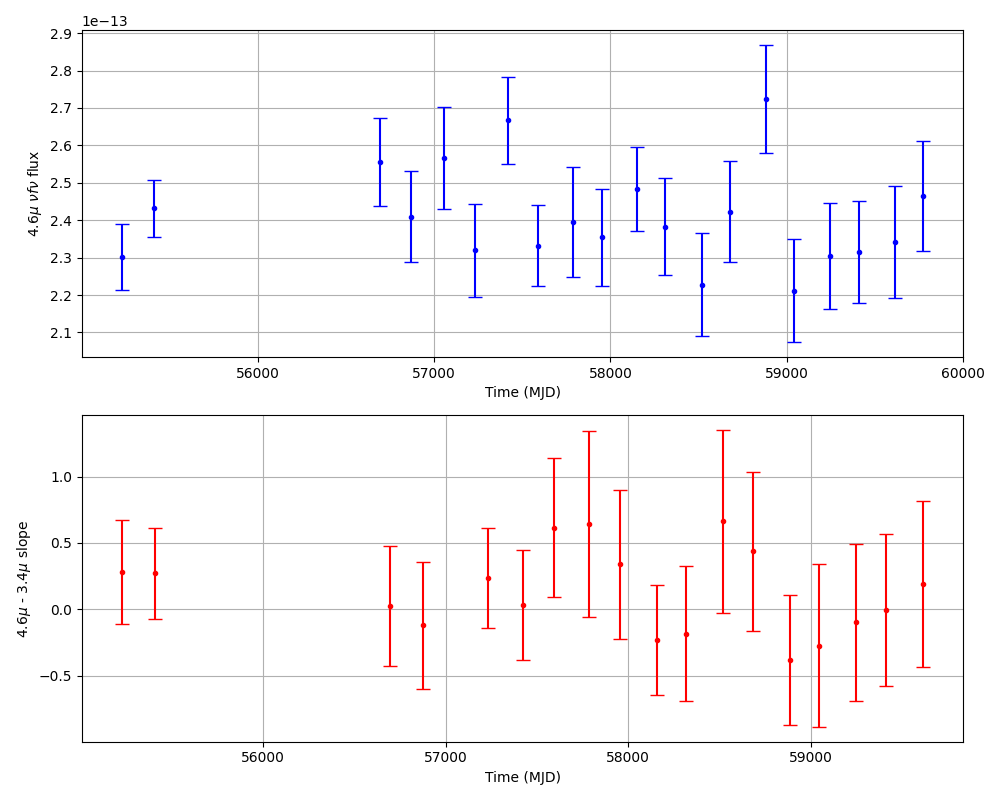 1e−13
2.9
2.8
2.7
2.6
2.5
2.4
2.3
2.2
2.1
4.6μ νfν flux
56000 57000 58000 59000 60000
Time (MJD)
1.0
0.5
0.0
−0.5
4.6μ - 3.4μ slope
56000 57000 58000 59000
Time (MJD)